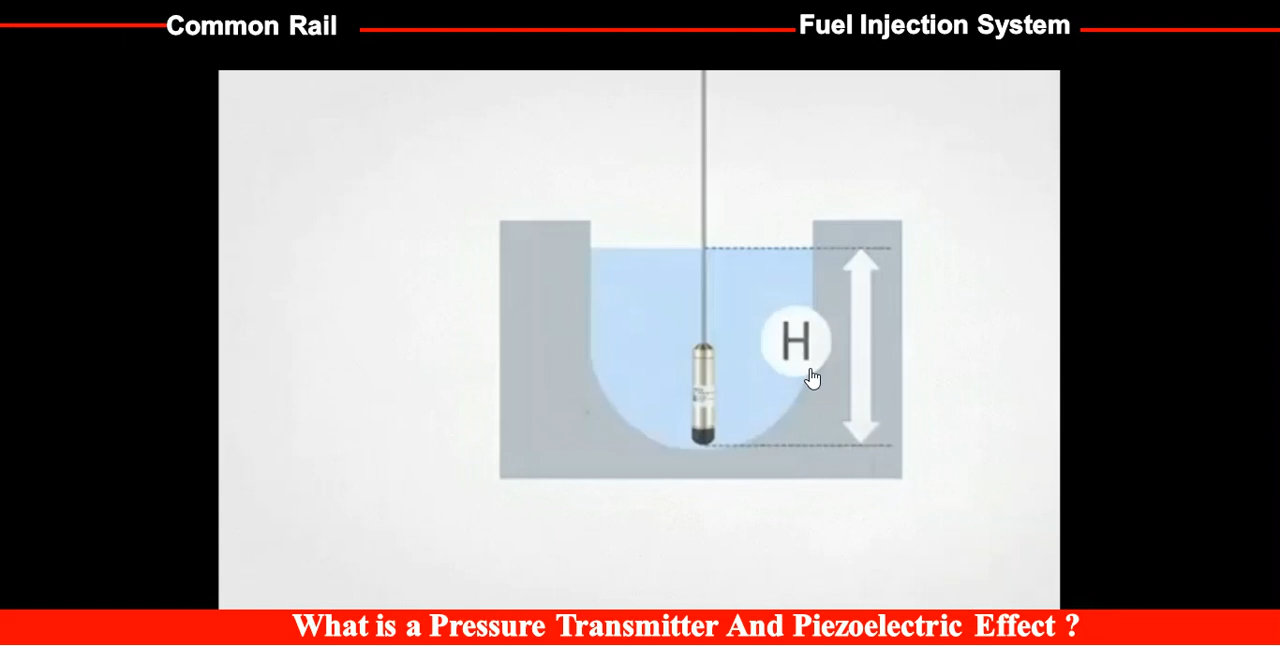 Common Rail
Fuel Injection System
H
What is a Pressure Transmitter And Piezoelectric Effect ?